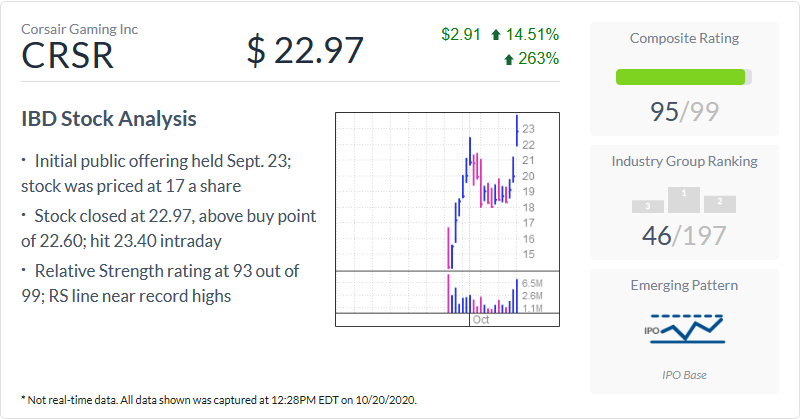 Corsair Gaming Inc
CRSR
$ 22.97
$2.91 14.51%
263%
IBD Stock Analysis
· Initial public offering held Sept. 23;
stock was priced at 17 a share
· Stock closed at 22.97, above buy point
of 22.60; hit 23.40 intraday
· Relative Strength rating at 93 out of
99; RS line near record highs
23
22
21
20
19
18
17
16
15
6.5M
2.6M
1.1M
Oct
Composite Rating
95/99
Industry Group Ranking
3
1
2
46/197
Emerging Pattern
IPO
IPO Base
* Not real-time data. All data shown was captured at 12:28PM EDT on 10/20/2020.